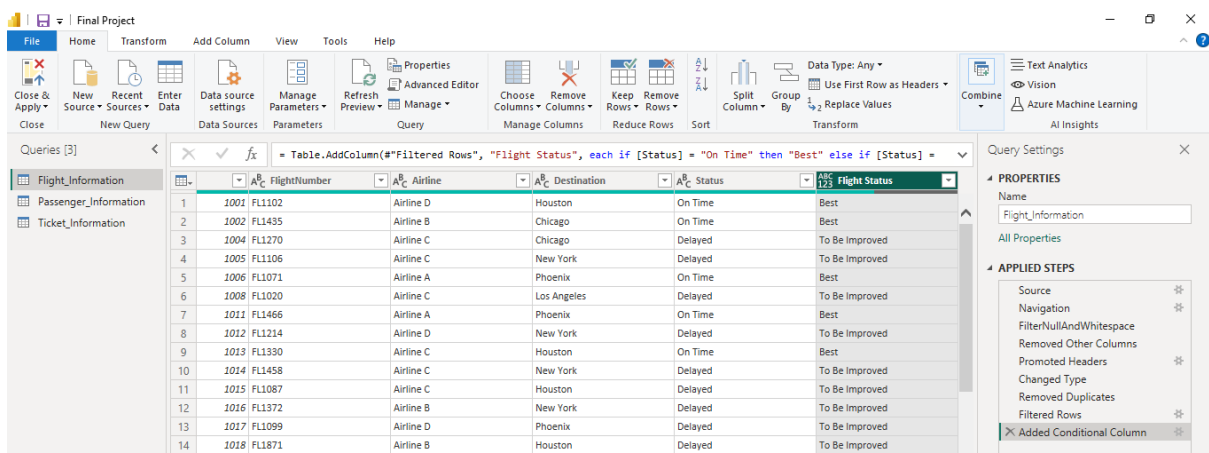 Final Project
File Home Transform Add Column View Tools Help
Close & Apply
New Source
Recent Sources
Enter Data
Data source settings
Manage Parameters
Refresh Preview
Properties
Advanced Editor
Manage
Choose Columns
Remove Columns
Keep Rows
Remove Rows
A Z
Z A
Split Column
Group By
Data Type: Any
Use First Row as Headers
1 2 Replace Values
Combine
Text Analytics
Vision
Azure Machine Learning
Close New Query Data Sources Parameters Query Manage Columns Reduce Rows Sort Transform AI Insights
Queries [3]
Flight_Information
Passenger_Information
Ticket_Information
fx = Table.AddColumn(#"Filtered Rows", "Flight Status", each if [Status] = "On Time" then "Best" else if [Status] =
ABC FlightNumber ABC Airline ABC Destination ABC Status ABC 123 Flight Status
1 1001 FL1102 Airline D Houston On Time Best
2 1002 FL1435 Airline B Chicago On Time Best
3 1004 FL1270 Airline C Chicago Delayed To Be Improved
4 1005 FL1106 Airline C New York Delayed To Be Improved
5 1006 FL1071 Airline A Phoenix On Time Best
6 1008 FL1020 Airline C Los Angeles Delayed To Be Improved
7 1011 FL1466 Airline A Phoenix On Time Best
8 1012 FL1214 Airline D New York Delayed To Be Improved
9 1013 FL1330 Airline C Houston On Time Best
10 1014 FL1458 Airline C New York Delayed To Be Improved
11 1015 FL1087 Airline C Houston Delayed To Be Improved
12 1016 FL1372 Airline B New York Delayed To Be Improved
13 1017 FL1099 Airline D Phoenix Delayed To Be Improved
14 1018 FL1871 Airline B Houston Delayed To Be Improved
Query Settings
PROPERTIES
Name
Flight_Information
All Properties
APPLIED STEPS
Source
Navigation
FilterNullAndWhitespace
Removed Other Columns
Promoted Headers
Changed Type
Removed Duplicates
Filtered Rows
Added Conditional Column